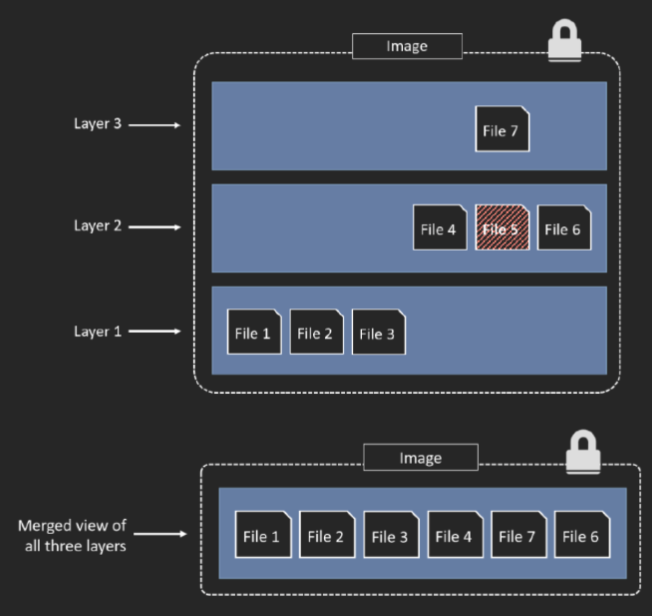 Image
Layer 3
File 7
Layer 2
File 4 File 5 File 6
Layer 1
File 1 File 2 File 3
Image
Merged view of
all three layers
File 1 File 2 File 3 File 4 File 7 File 6